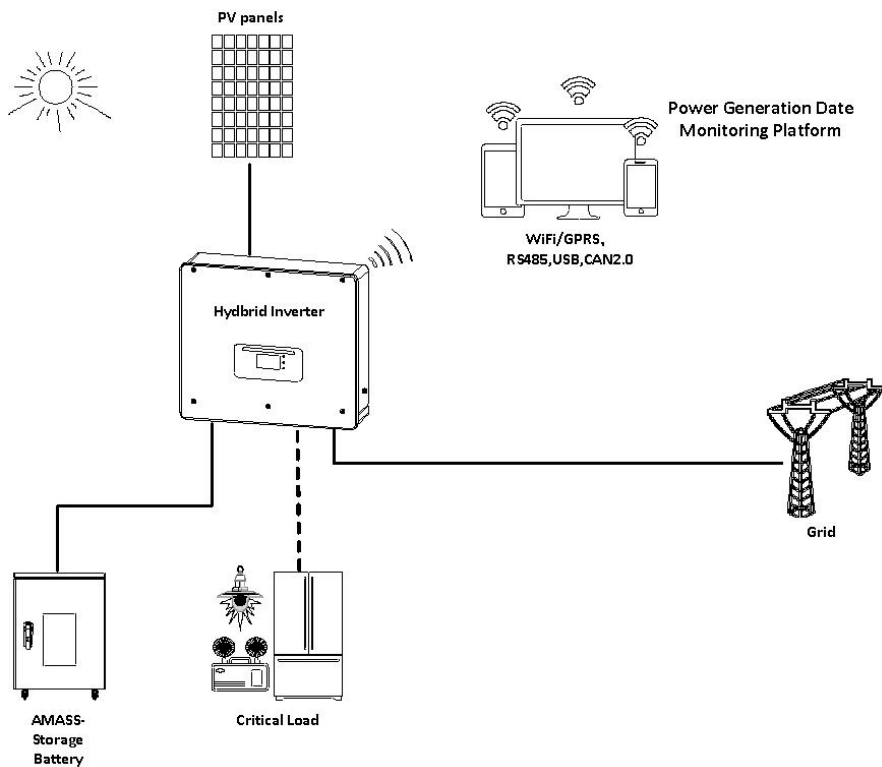 PV panels
Power Generation Date
Monitoring Platform
WiFi/GPRS,
RS485,USB,CAN2.0
Hydbrid Inverter
Grid
AMASS-
Storage
Battery
Critical Load